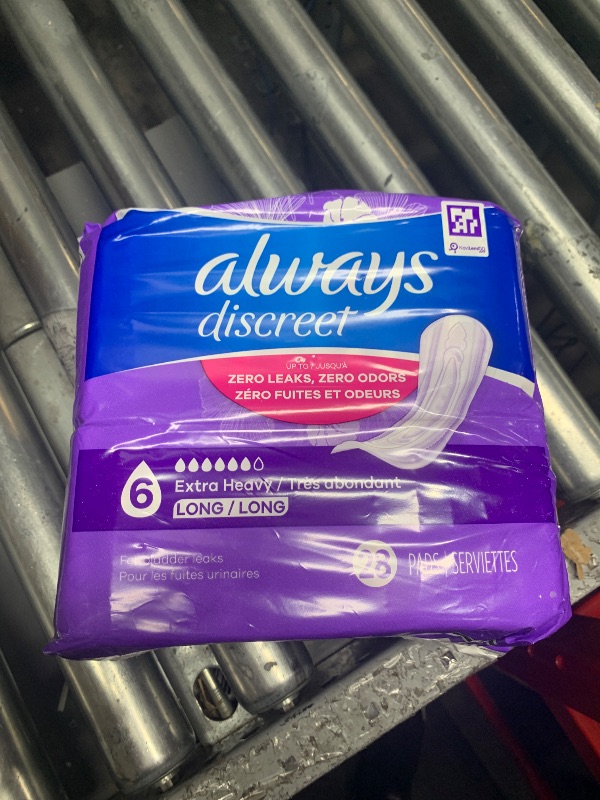 always
discreet
UP TO / JUSQU'À
ZERO LEAKS, ZERO ODORS
ZÉRO FUITES ET ODEURS
6
Extra Heavy / Très abondant
LONG / LONG
For bladder leaks
Pour les fuites urinaires
28 PADS | SERVIETTES